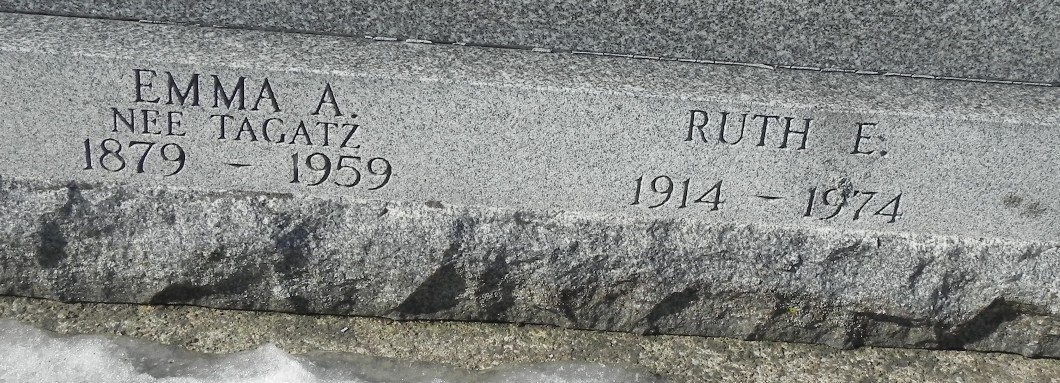 EMMA A.
NEE TAGATZ
1879 - 1959
RUTH E.
1914 - 1974